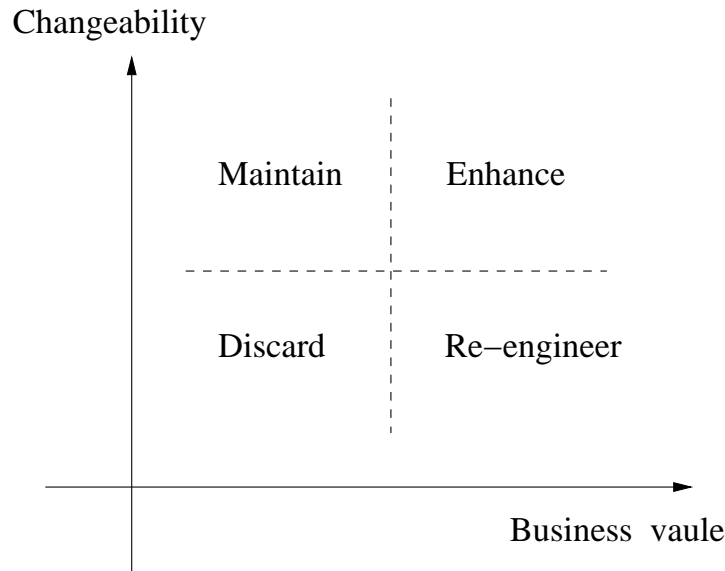 Changeability
Maintain Enhance
Discard Re−engineer
Business vaule